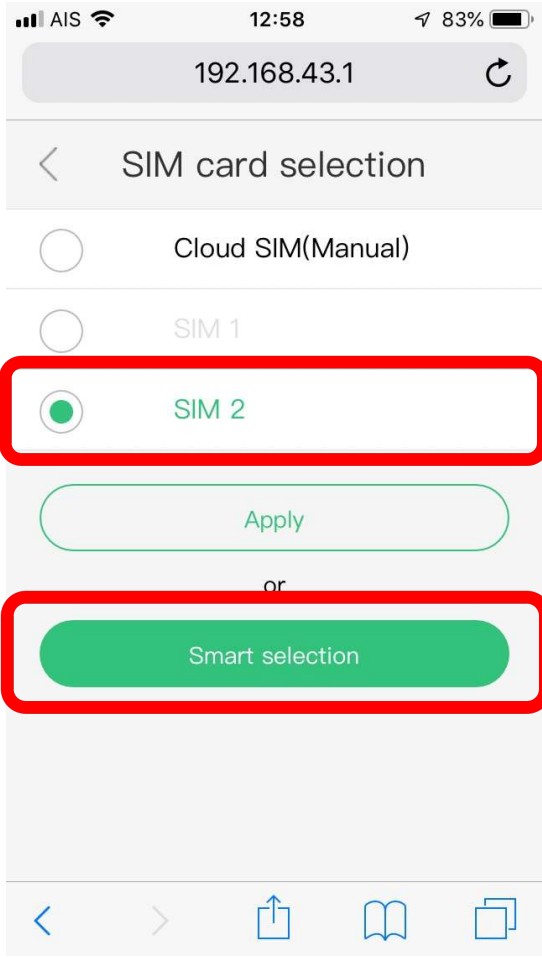 AIS 12:58 83%
192.168.43.1
SIM card selection
Cloud SIM(Manual)
SIM 1
SIM 2
Apply
or
Smart selection